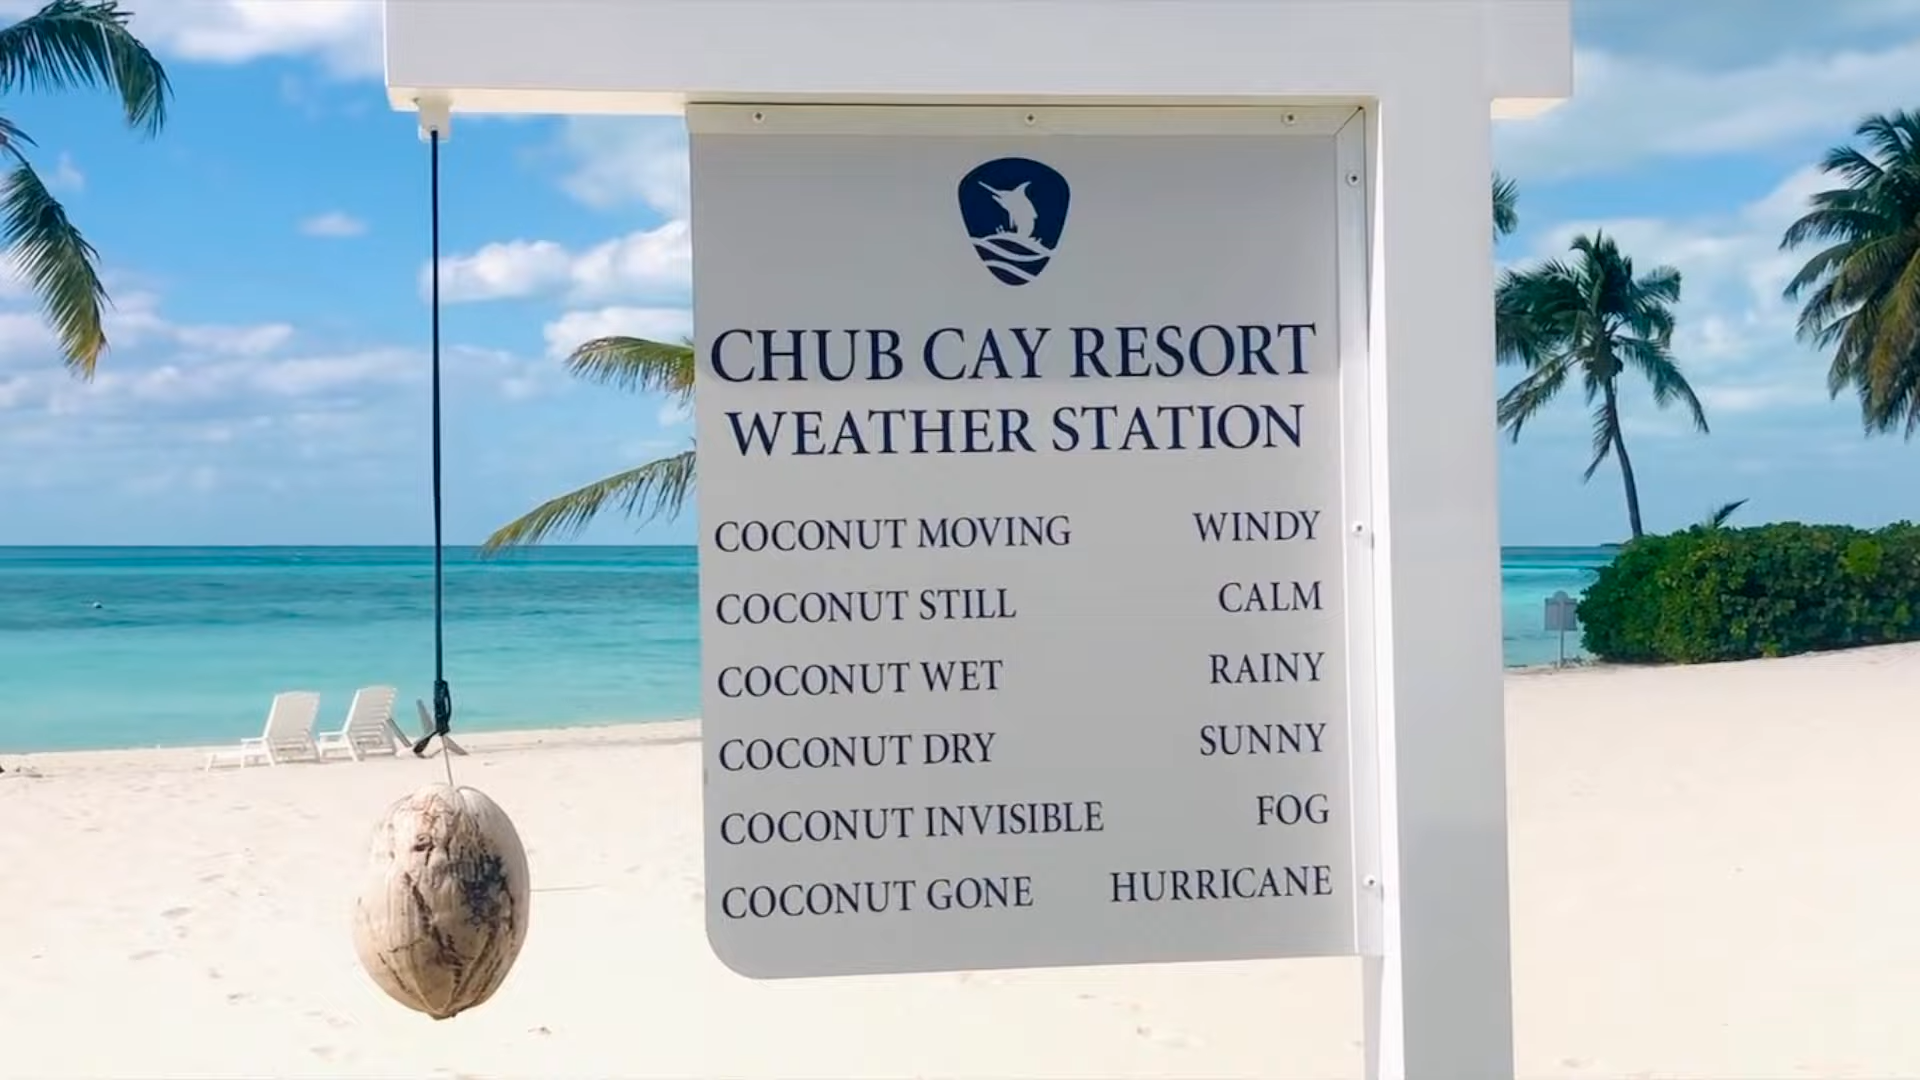 CHUB CAY RESORT
WEATHER STATION
COCONUT MOVING WINDY
COCONUT STILL CALM
COCONUT WET RAINY
COCONUT DRY SUNNY
COCONUT INVISIBLE FOG
COCONUT GONE HURRICANE